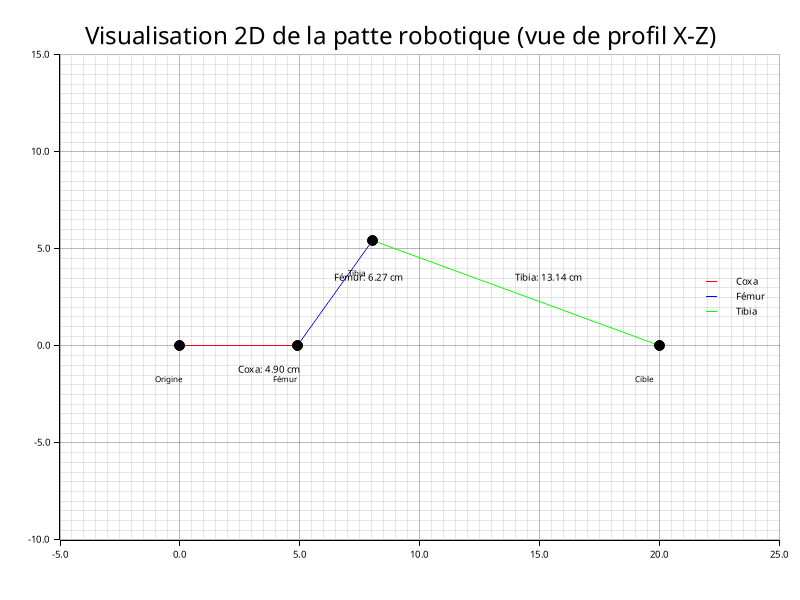 Visualisation 2D de la patte robotique (vue de profil X-Z)
15.0
10.0
5.0
0.0
-5.0
-10.0
Tibia
Fémur: 6.27 cm
Tibia: 13.14 cm
Coxa
Fémur
Tibia
Coxa: 4.90 cm
Origine
Fémur
Cible
-5.0
0.0
5.0
10.0
15.0
20.0
25.0